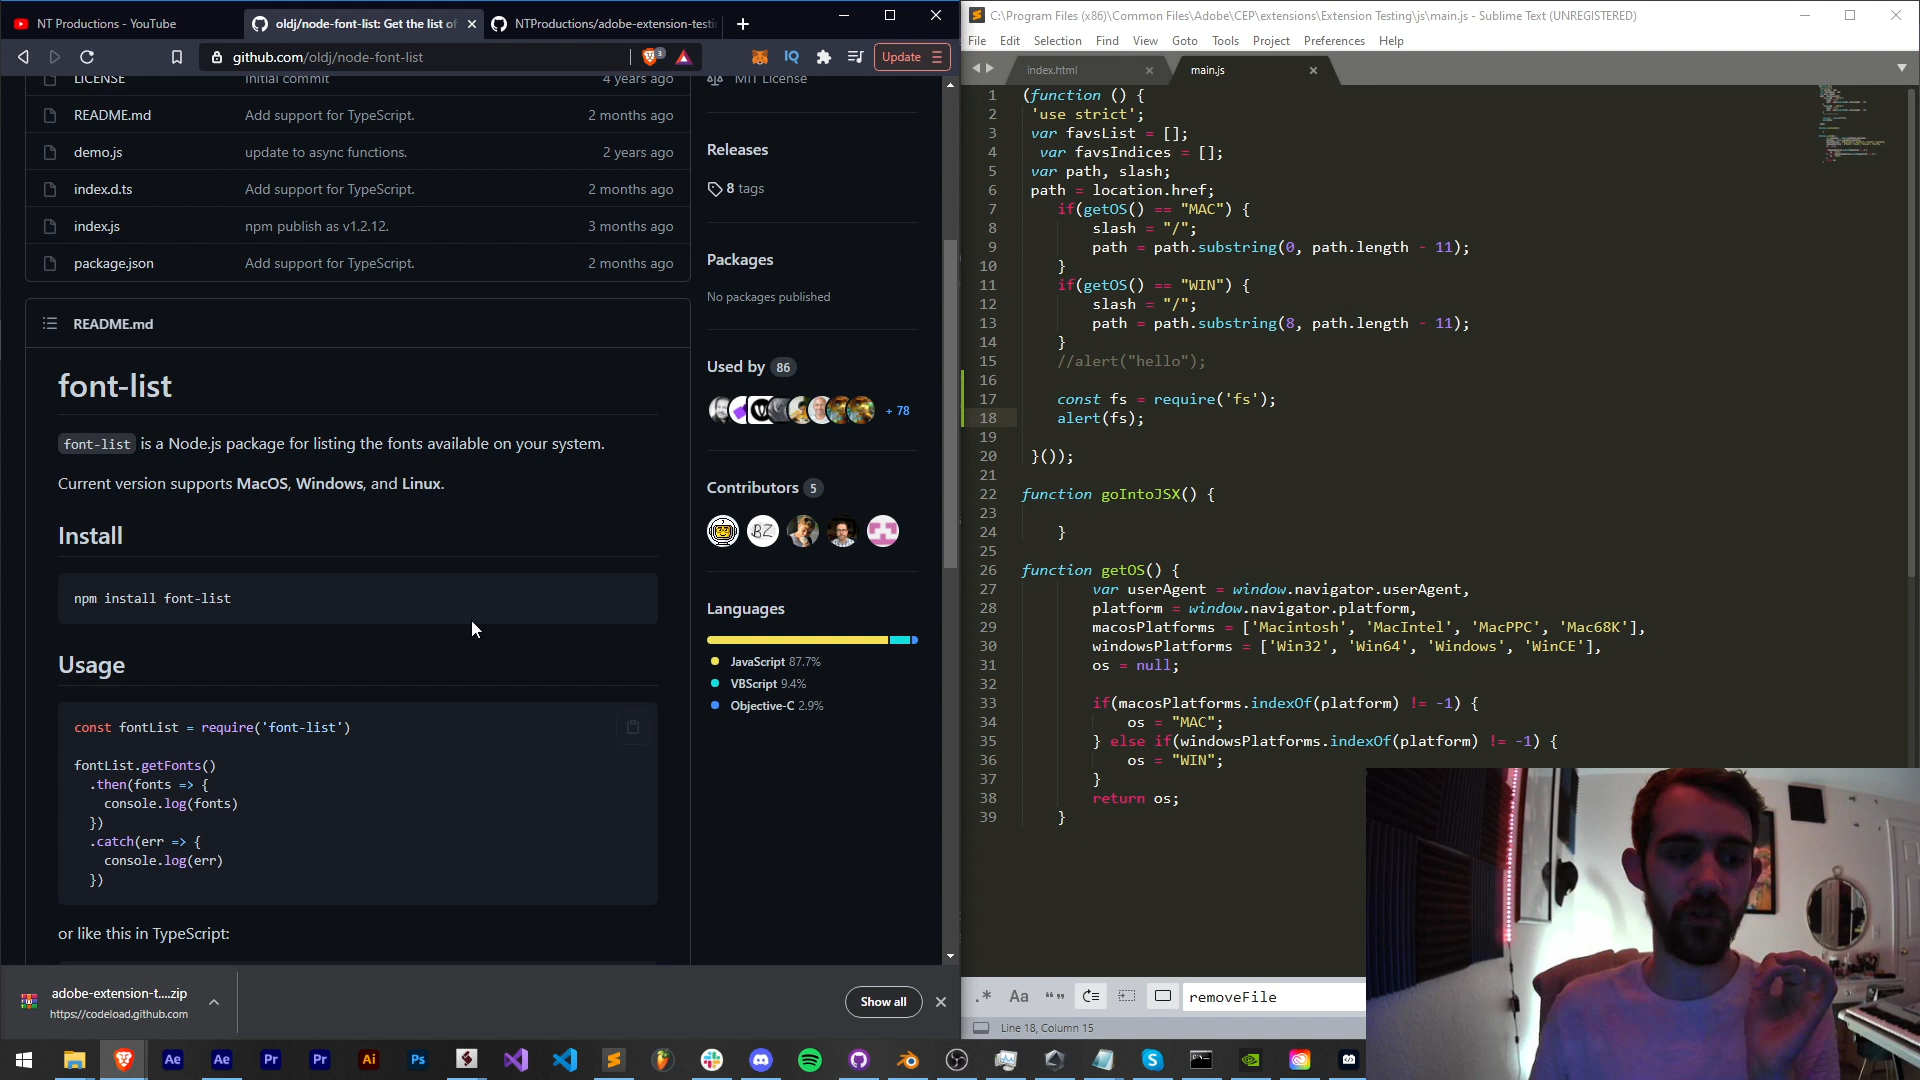 NT Productions - YouTube
oldj/node-font-list: Get the list of
NTProductions/adobe-extension-testi
github.com/oldj/node-font-list
3
Update
LICENSE
Initial commit
4 years ago
README.md
Add support for TypeScript.
2 months ago
demo.js
update to async functions.
2 years ago
index.d.ts
Add support for TypeScript.
2 months ago
index.js
npm publish as v1.2.12.
3 months ago
package.json
Add support for TypeScript.
2 months ago
README.md
font-list
font-list is a Node.js package for listing the fonts available on your system.
Current version supports MacOS, Windows, and Linux.
Install
npm install font-list
Usage
const fontList = require('font-list')
fontList.getFonts()
.then(fonts => {
console.log(fonts)
})
.catch(err => {
console.log(err)
})
or like this in TypeScript:
MIT License
Releases
8 tags
Packages
No packages published
Used by 86
+ 78
Contributors 5
BZ
Languages
JavaScript 87.7%
VBScript 9.4%
Objective-C 2.9%
adobe-extension-t....zip
https://codeload.github.com
Show all
C:\Program Files (x86)\Common Files\Adobe\CEP\extensions\Extension Testing\js\main.js - Sublime Text (UNREGISTERED)
File Edit Selection Find View Goto Tools Project Preferences Help
index.html
main.js
1 (function () {
2 'use strict';
3 var favsList = [];
4 var favsIndices = [];
5 var path, slash;
6 path = location.href;
7 if(getOS() == "MAC") {
8 slash = "/";
9 path = path.substring(0, path.length - 11);
10 }
11 if(getOS() == "WIN") {
12 slash = "/";
13 path = path.substring(8, path.length - 11);
14 }
15 //alert("hello");
16
17 const fs = require('fs');
18 alert(fs);
19
20 }());
21
22 function goIntoJSX() {
23
24 }
25
26 function getOS() {
27 var userAgent = window.navigator.userAgent,
28 platform = window.navigator.platform,
29 macosPlatforms = ['Macintosh', 'MacIntel', 'MacPPC', 'Mac68K'],
30 windowsPlatforms = ['Win32', 'Win64', 'Windows', 'WinCE'],
31 os = null;
32
33 if(macosPlatforms.indexOf(platform) != -1) {
34 os = "MAC";
35 } else if(windowsPlatforms.indexOf(platform) != -1) {
36 os = "WIN";
37 }
38 return os;
39 }
.* Aa “” removeFile
Line 18, Column 15
Ae Ae Pr Pr Ai Ps